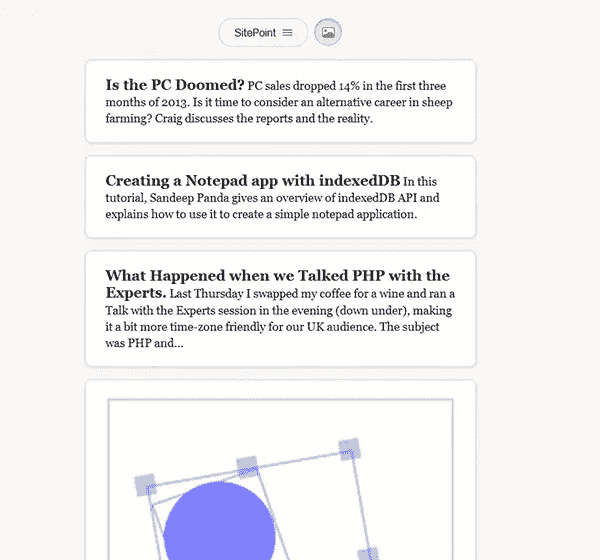 SitePoint
Is the PC Doomed? PC sales dropped 14% in the first three
months of 2013. Is it time to consider an alternative career in sheep
farming? Craig discusses the reports and the reality.
Creating a Notepad app with indexedDB In this
tutorial, Sandeep Panda gives an overview of indexedDB API and
explains how to use it to create a simple notepad application.
What Happened when we Talked PHP with the
Experts. Last Thursday I swapped my coffee for a wine and ran a
Talk with the Experts session in the evening (down under), making
it a bit more time-zone friendly for our UK audience. The subject
was PHP and...